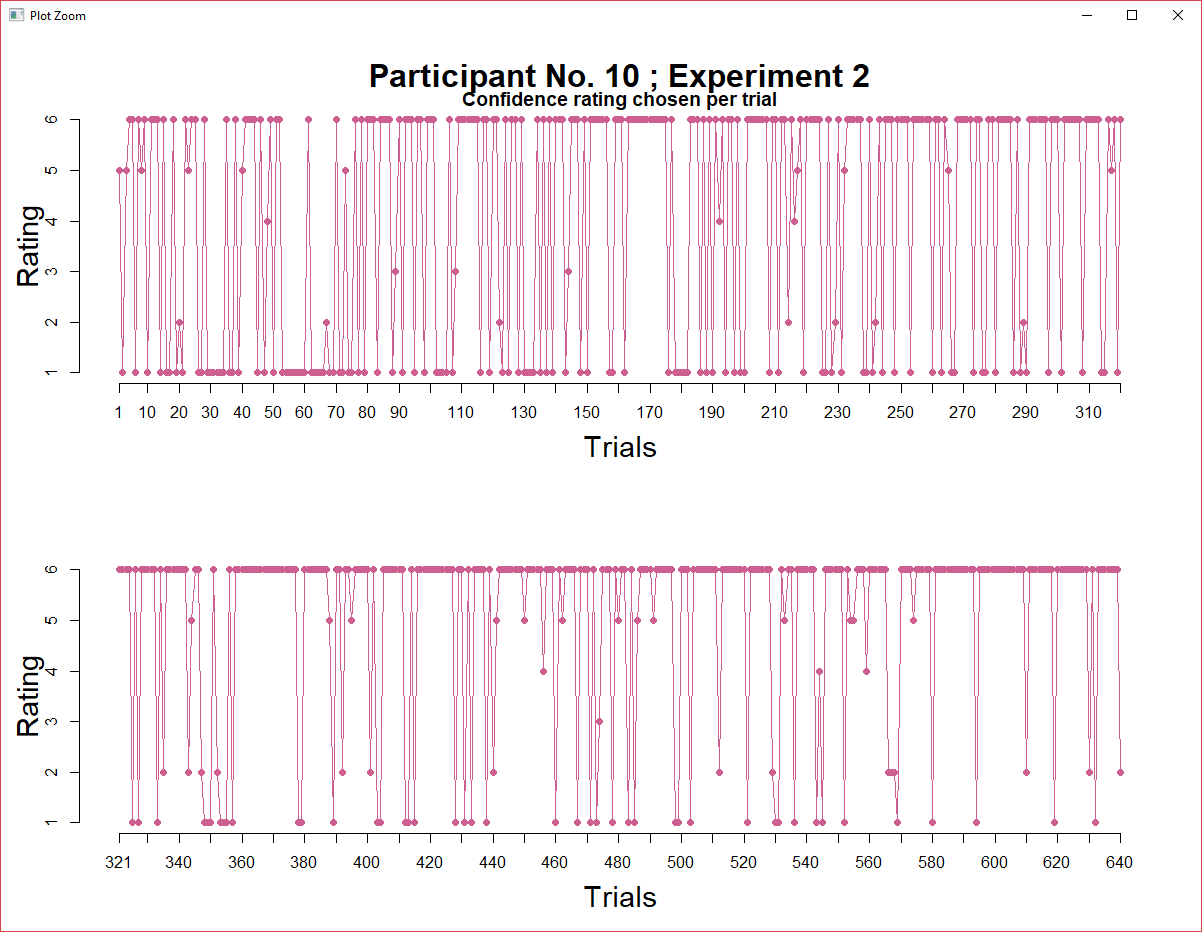 Plot Zoom
Participant No. 10 ; Experiment 2
Confidence rating chosen per trial
Rating
6
5
4
3
2
1
1 10 20 30 40 50 60 70 80 90 110 130 150 170 190 210 230 250 270 290 310
Trials
Rating
6
5
4
3
2
1
321 340 360 380 400 420 440 460 480 500 520 540 560 580 600 620 640
Trials